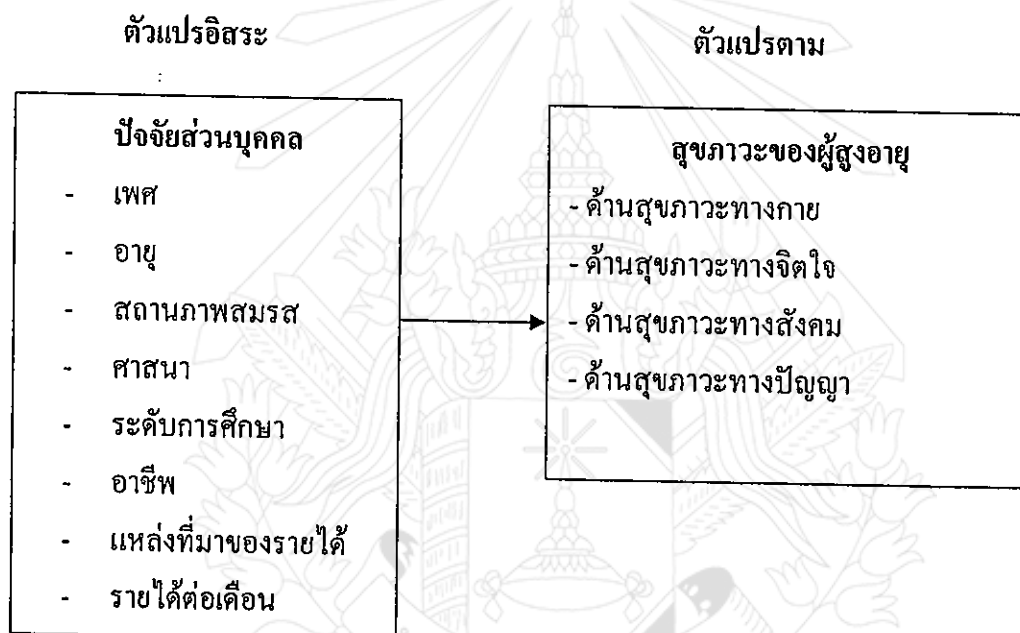 ตัวแปรอิสระ
ปัจจัยส่วนบุคคล
- เพศ
- อายุ
- สถานภาพสมรส
- ศาสนา
- ระดับการศึกษา
- อาชีพ
- แหล่งที่มาของรายได้
- รายได้ต่อเดือน
ตัวแปรตาม
สุขภาวะของผู้สูงอายุ
- ด้านสุขภาวะทางกาย
- ด้านสุขภาวะทางจิตใจ
- ด้านสุขภาวะทางสังคม
- ด้านสุขภาวะทางปัญญา